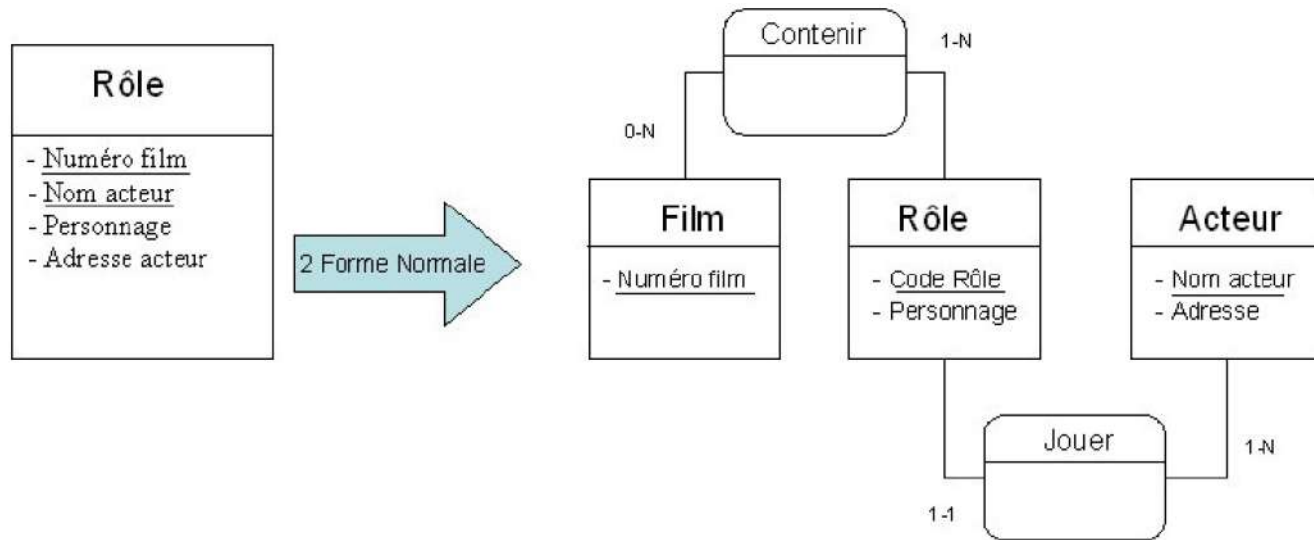 Rôle
- Numéro film
- Nom acteur
- Personnage
- Adresse acteur
2 Forme Normale
Contenir
0-N
1-N
Film
- Numéro film
Rôle
- Code Rôle
- Personnage
Acteur
- Nom acteur
- Adresse
Jouer
1-1
1-N